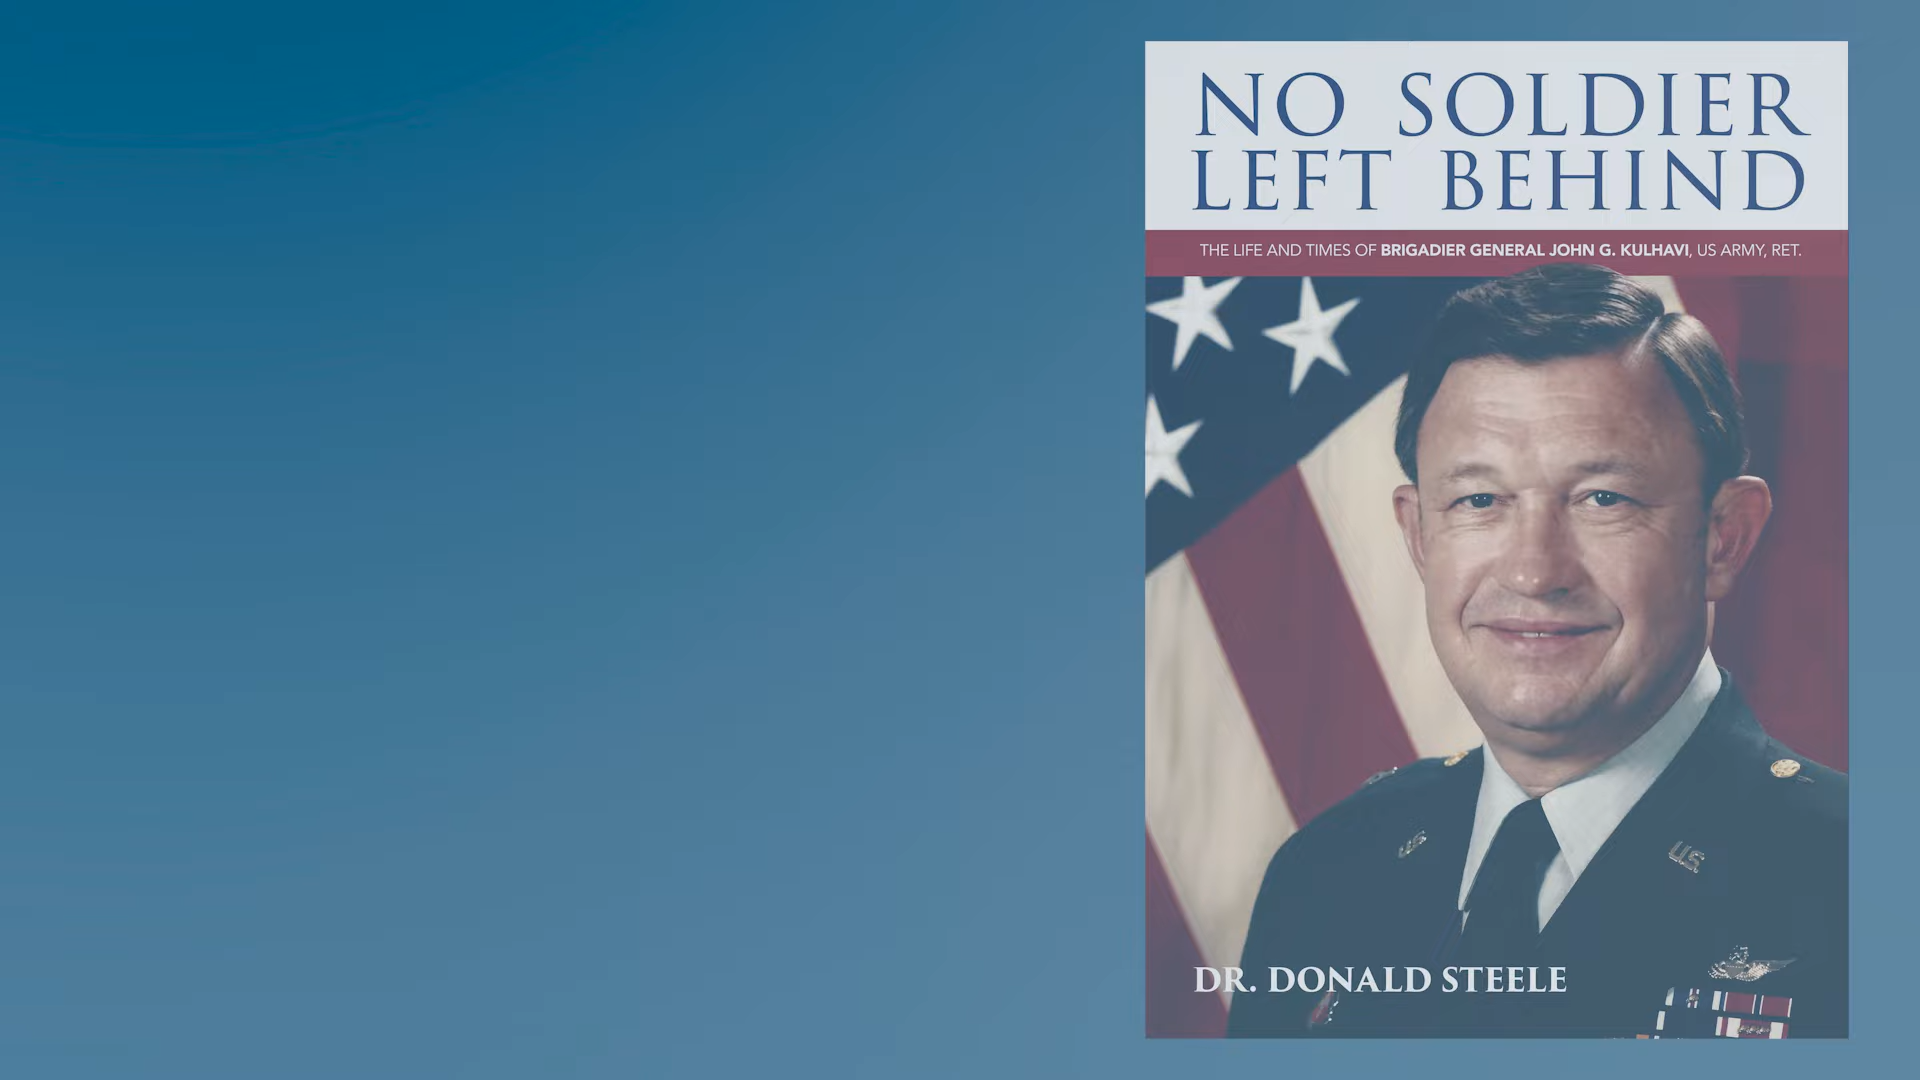 NO SOLDIER
LEFT BEHIND
THE LIFE AND TIMES OF BRIGADIER GENERAL JOHN G. KULHAVI, US ARMY, RET.
U.S.
U.S.
DR. DONALD STEELE